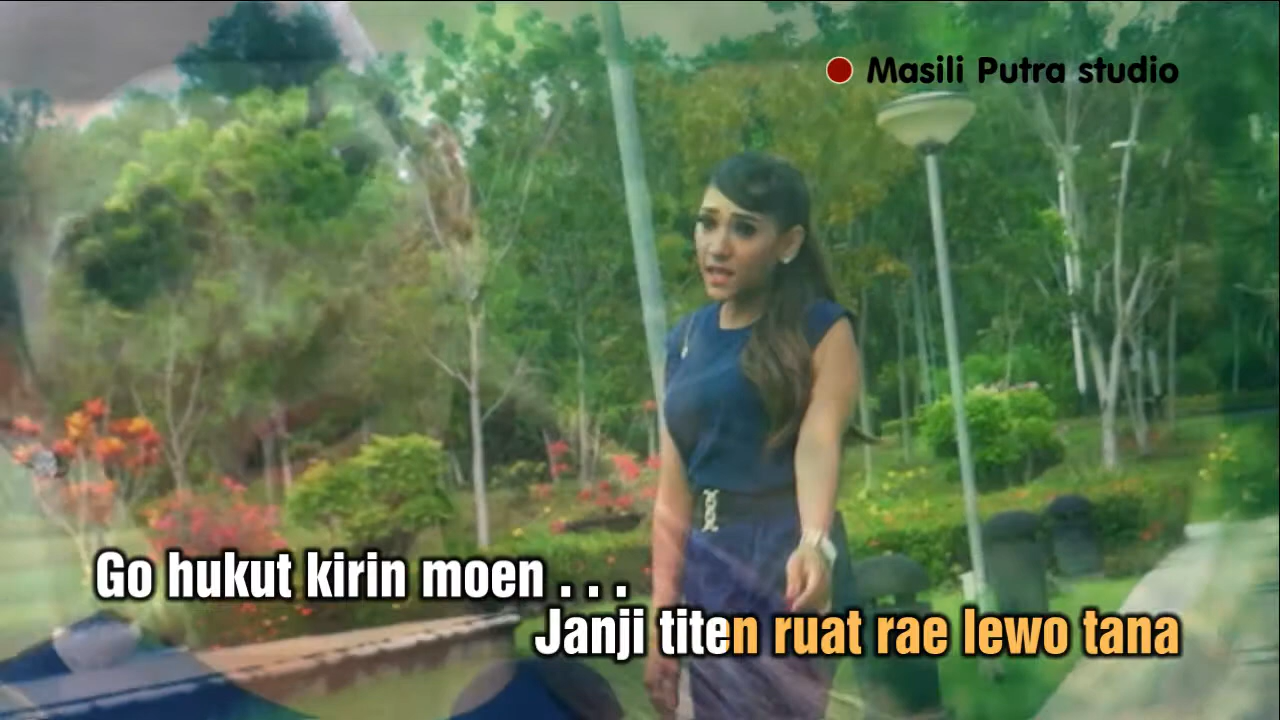 Masili Putra studio
Go hukut kirin moen . . .
Janji titen ruat rae lewo tana